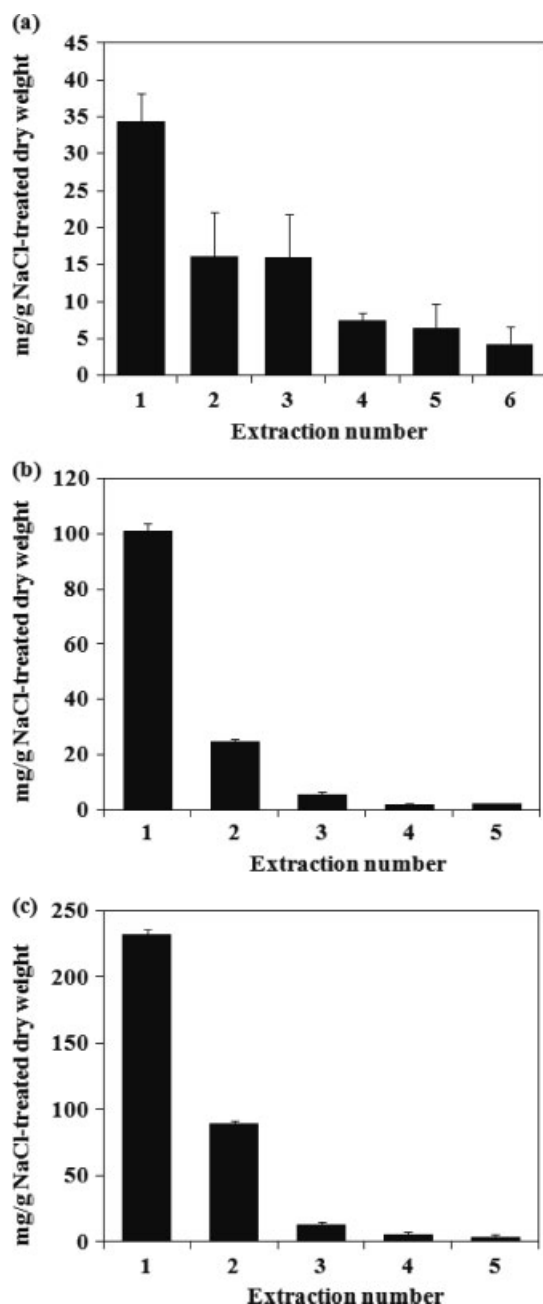 (a)
mg/g NaCl-treated dry weight
45
40
35
30
25
20
15
10
5
0
1 2 3 4 5 6
Extraction number
(b)
mg/g NaCl-treated dry weight
120
100
80
60
40
20
0
1 2 3 4 5
Extraction number
(c)
mg/g NaCl-treated dry weight
250
200
150
100
50
0
1 2 3 4 5
Extraction number